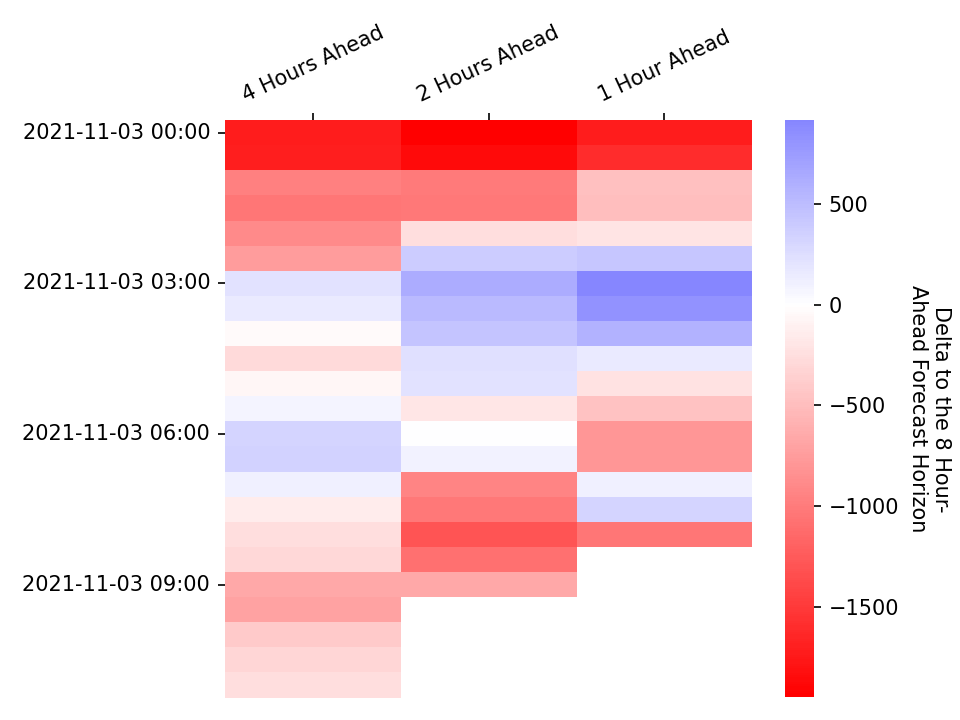 4 Hours Ahead
2 Hours Ahead
1 Hour Ahead
2021-11-03 00:00
2021-11-03 03:00
2021-11-03 06:00
2021-11-03 09:00
500
0
−500
−1000
−1500
Delta to the 8 Hour-
Ahead Forecast Horizon